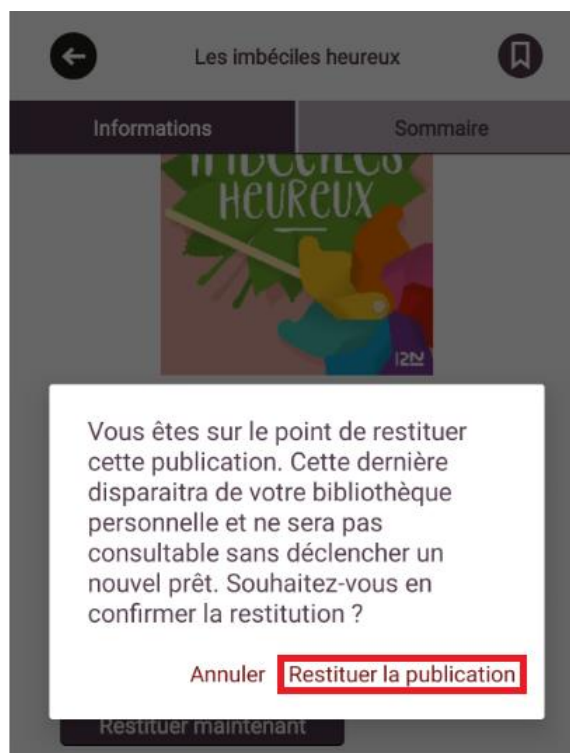 Les imbéciles heureux
Informations
Sommaire
IMBÉCILES
HEUREUX
12N
Vous êtes sur le point de restituer
cette publication. Cette dernière
disparaitra de votre bibliothèque
personnelle et ne sera pas
consultable sans déclencher un
nouvel prêt. Souhaitez-vous en
confirmer la restitution ?
Annuler Restituer la publication
Restituer maintenant